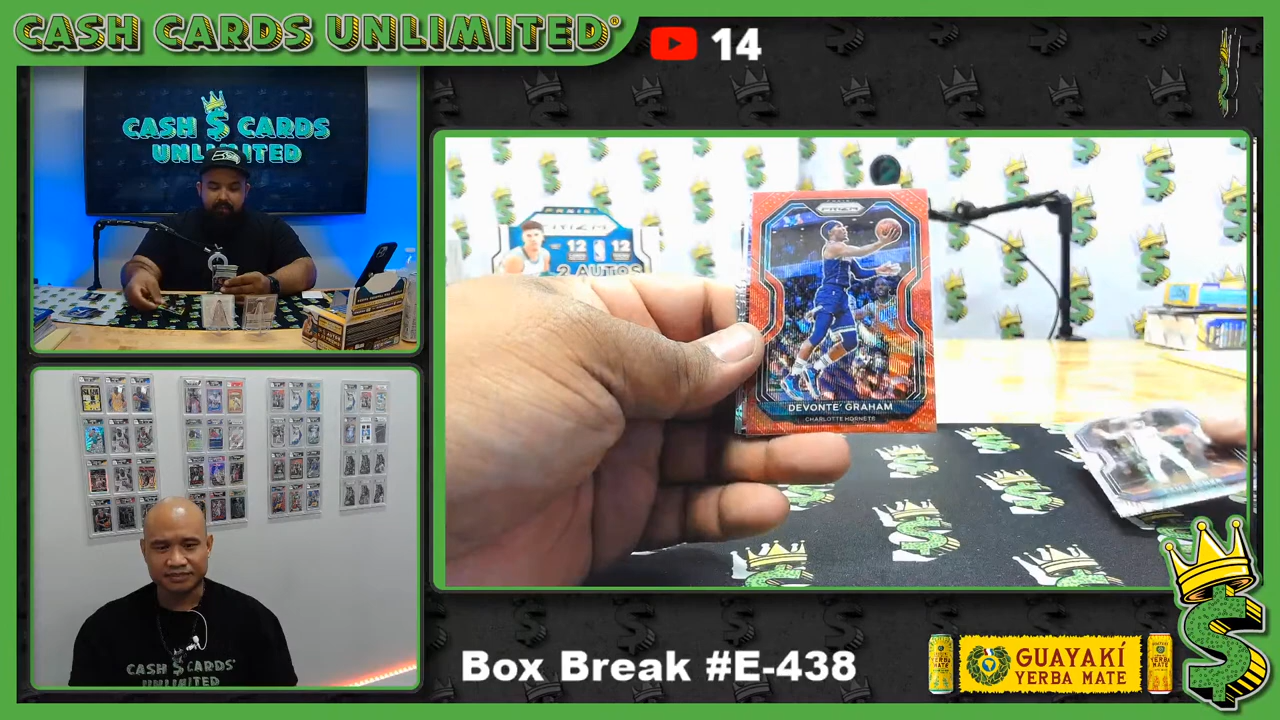 CASH CARDS UNLIMITED®
14
CASH $ CARDS
UNLIMITED
PANINI
PRIZM
12
12
2 AUTOS
PRIZM
DEVONTE' GRAHAM
CHARLOTTE HORNETS
CASH CARDS
UNLIMITED
Box Break #E-438
GUAYAKÍ
YERBA MATE